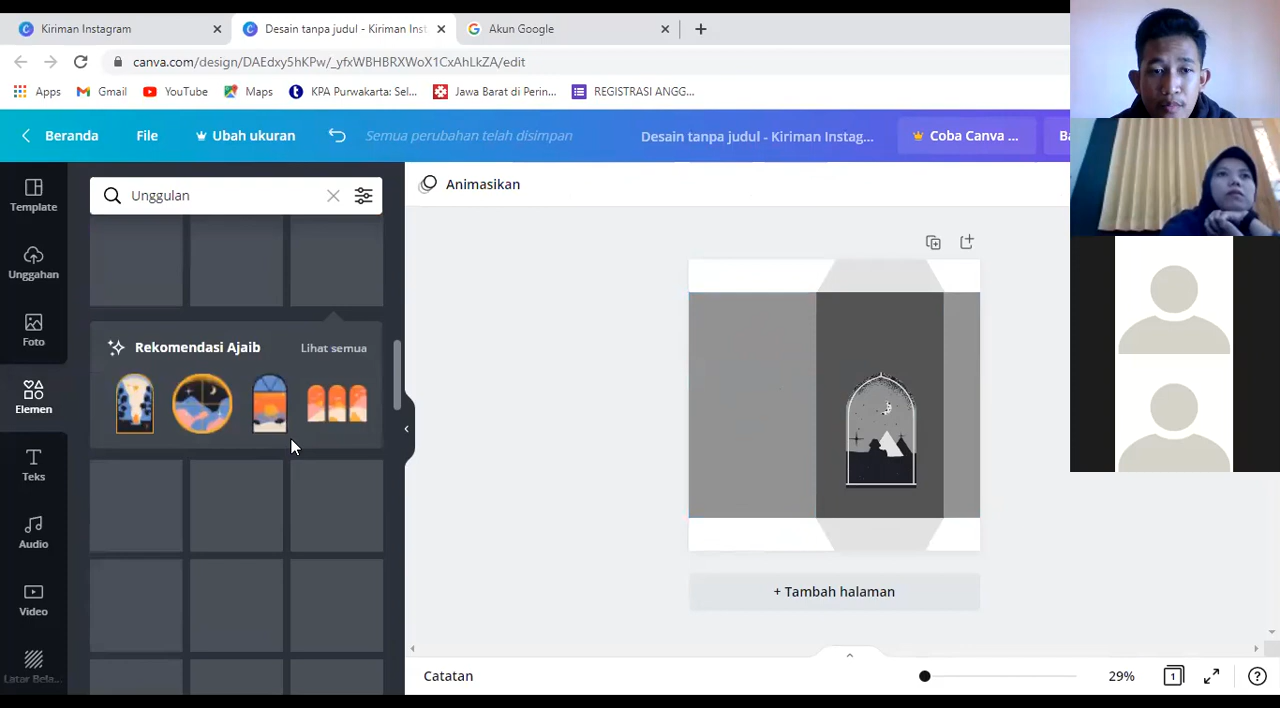 Kiriman Instagram
Desain tanpa judul - Kiriman Inst
Akun Google
canva.com/design/DAEdxy5hKPw/_yfxWBHBRXWoX1CxAhLkZA/edit
Apps
Gmail
YouTube
Maps
KPA Purwakarta: Sel...
Jawa Barat di Perin...
REGISTRASI ANGG...
Beranda
File
Ubah ukuran
Semua perubahan telah disimpan
Desain tanpa judul - Kiriman Instag...
Coba Canva ...
Ba
Template
Unggahan
Foto
Elemen
Teks
Audio
Video
Latar Bela...
Unggulan
Rekomendasi Ajaib
Lihat semua
Animasikan
+ Tambah halaman
Catatan
29%
1